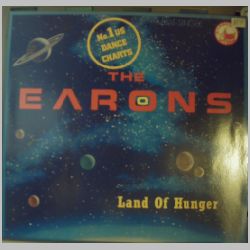 No.1 US
DANCE
CHARTS
THE
EARONS
Land Of Hunger